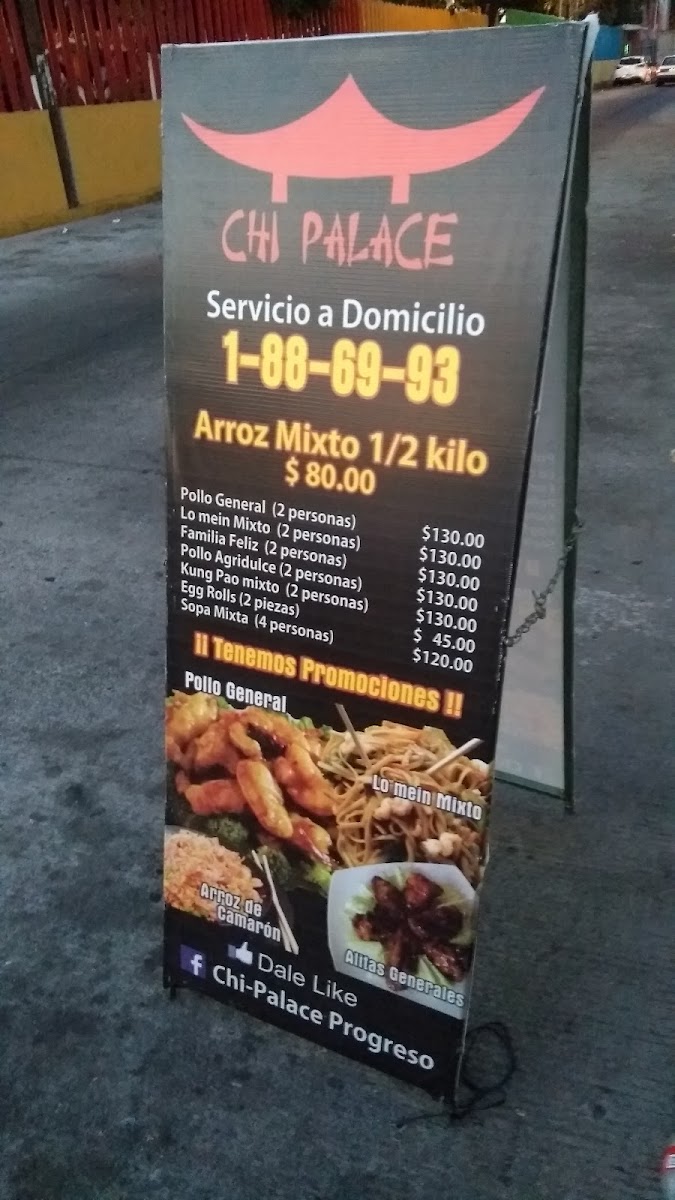 CHI PALACE
Servicio a Domicilio
1-88-69-93
Arroz Mixto 1/2 kilo
$ 80.00
Pollo General (2 personas) $130.00
Lo mein Mixto (2 personas) $130.00
Familia Feliz (2 personas) $130.00
Pollo Agridulce (2 personas) $130.00
Kung Pao mixto (2 personas) $130.00
Egg Rolls (2 piezas) $ 45.00
Sopa Mixta (4 personas) $120.00
¡¡ Tenemos Promociones !!
Pollo General
Lo mein Mixto
Arroz de
Camarón
Alitas Generales
f Dale Like
Chi-Palace Progreso